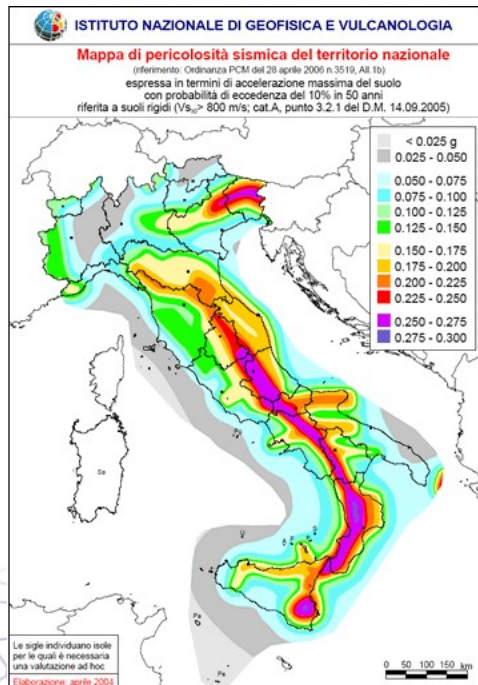 ISTITUTO NAZIONALE DI GEOFISICA E VULCANOLOGIA
Mappa di pericolosità sismica del territorio nazionale
(riferimento: Ordinanza PCM del 28 aprile 2006 n.3519, All.1b)
espressa in termini di accelerazione massima del suolo
con probabilità di eccedenza del 10% in 50 anni
riferita a suoli rigidi (Vs30> 800 m/s; cat.A, punto 3.2.1 del D.M. 14.09.2005)
< 0.025 g
0.025 - 0.050
0.050 - 0.075
0.075 - 0.100
0.100 - 0.125
0.125 - 0.150
0.150 - 0.175
0.175 - 0.200
0.200 - 0.225
0.225 - 0.250
0.250 - 0.275
0.275 - 0.300
Sa
U
Pa
Pe
Le sigle individuano isole
per le quali è necessaria
una valutazione ad hoc
Elaborazione: aprile 2004
0 50 100 150 km